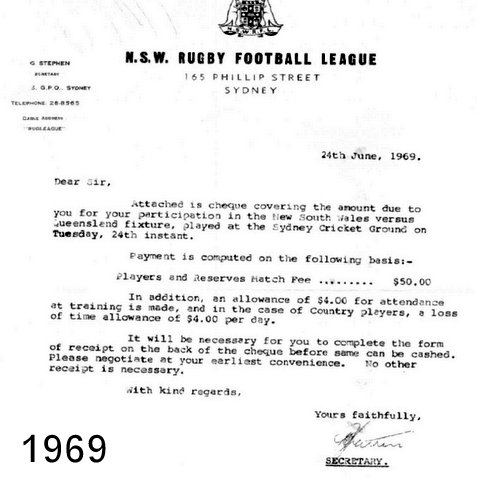 N.S.W. RUGBY FOOTBALL LEAGUE
165 PHILLIP STREET
SYDNEY
G STEPHEN
SECRETARY
G.P.O., SYDNEY
TELEPHONE. 28-8565
CABLE ADDRESS
"RUGLEAGUE"
24th June, 1969.
Dear Sir,
Attached is cheque covering the amount due to
you for your participation in the New South Wales versus
Queensland fixture, played at the Sydney Cricket Ground on
Tuesday, 24th instant.
Payment is computed on the following basis:-
Players and Reserves Match Fee ......... $50.00
In addition, an allowance of $4.00 for attendance
at training is made, and in the case of Country players, a loss
of time allowance of $4.00 per day.
It will be necessary for you to complete the form
of receipt on the back of the cheque before same can be cashed.
Please negotiate at your earliest convenience. No other
receipt is necessary.
With kind regards,
Yours faithfully,
SECRETARY.
1969